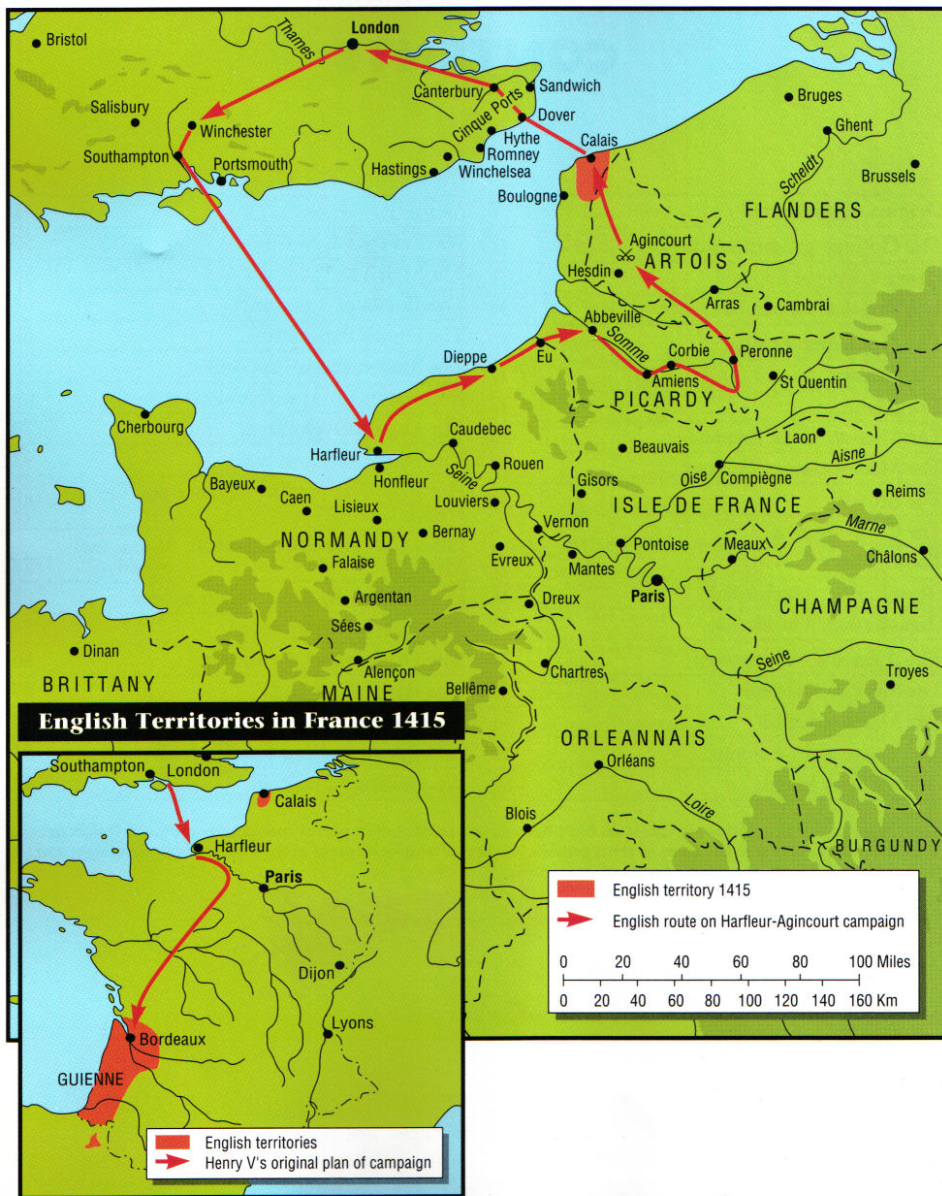 Bristol
Thames
London
Canterbury
Sandwich
Cinque Ports
Dover
Salisbury
Winchester
Hythe
Romney
Winchelsea
Hastings
Southampton
Portsmouth
Calais
Boulogne
Bruges
Ghent
Scheldt
Brussels
FLANDERS
Agincourt
ARTOIS
Hesdin
Arras
Cambrai
Abbeville
Somme
Dieppe
Eu
Corbie
Peronne
Amiens
St Quentin
PICARDY
Cherbourg
Harfleur
Caudebec
Beauvais
Laon
Aisne
Honfleur
Seine
Rouen
Oise
Compiègne
Bayeux
Caen
Lisieux
Louviers
Gisors
ISLE DE FRANCE
Reims
NORMANDY
Bernay
Vernon
Marne
Falaise
Evreux
Mantes
Pontoise
Meaux
Châlons
Paris
Argentan
Dreux
CHAMPAGNE
Sées
Dinan
Alençon
Chartres
Seine
Troyes
BRITTANY
MAINE
Bellême
ORLEANNAIS
Orléans
Blois
Loire
BURGUNDY
English Territories in France 1415
Southampton
London
Calais
Harfleur
Paris
Dijon
Lyons
Bordeaux
GUIENNE
English territories
Henry V's original plan of campaign
English territory 1415
English route on Harfleur-Agincourt campaign
0 20 40 60 80 100 Miles
0 20 40 60 80 100 120 140 160 Km